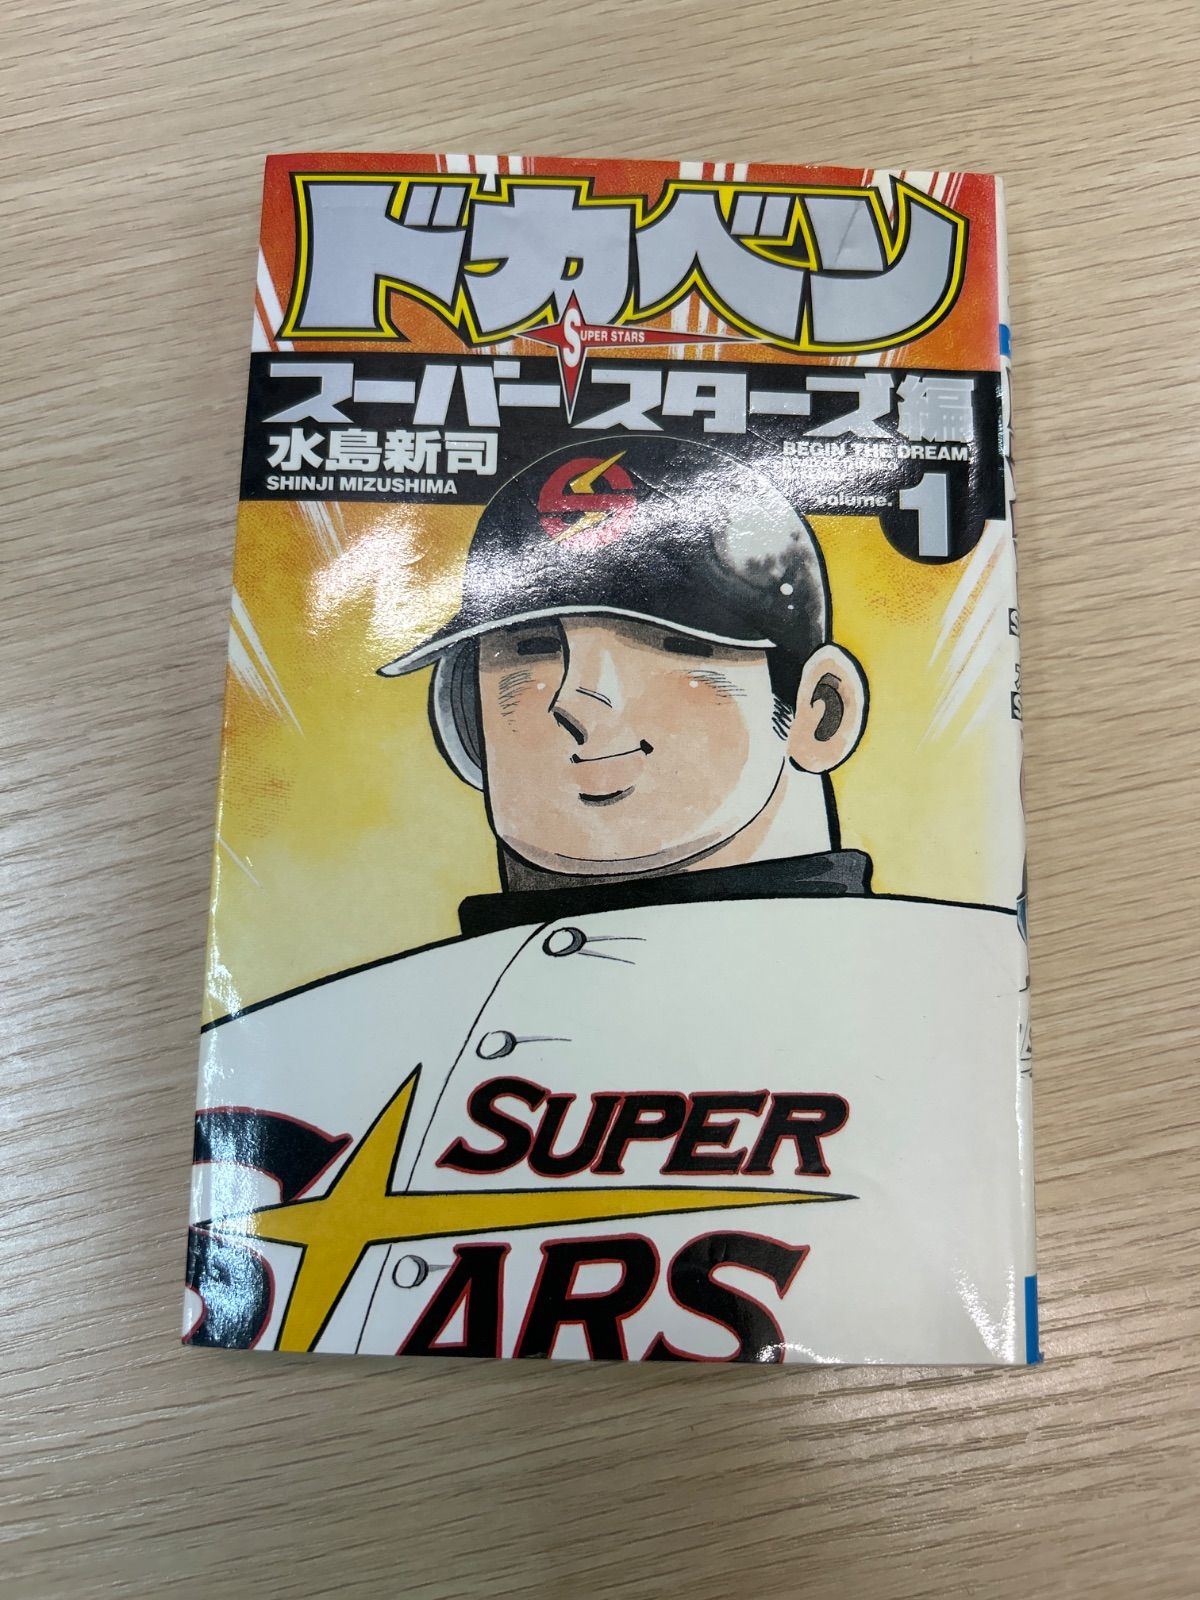 ドカベン
SUPER STARS
スーパースターズ編
水島新司
SHINJI MIZUSHIMA
BEGIN THE DREAM
volume.
1
SUPER
STARS